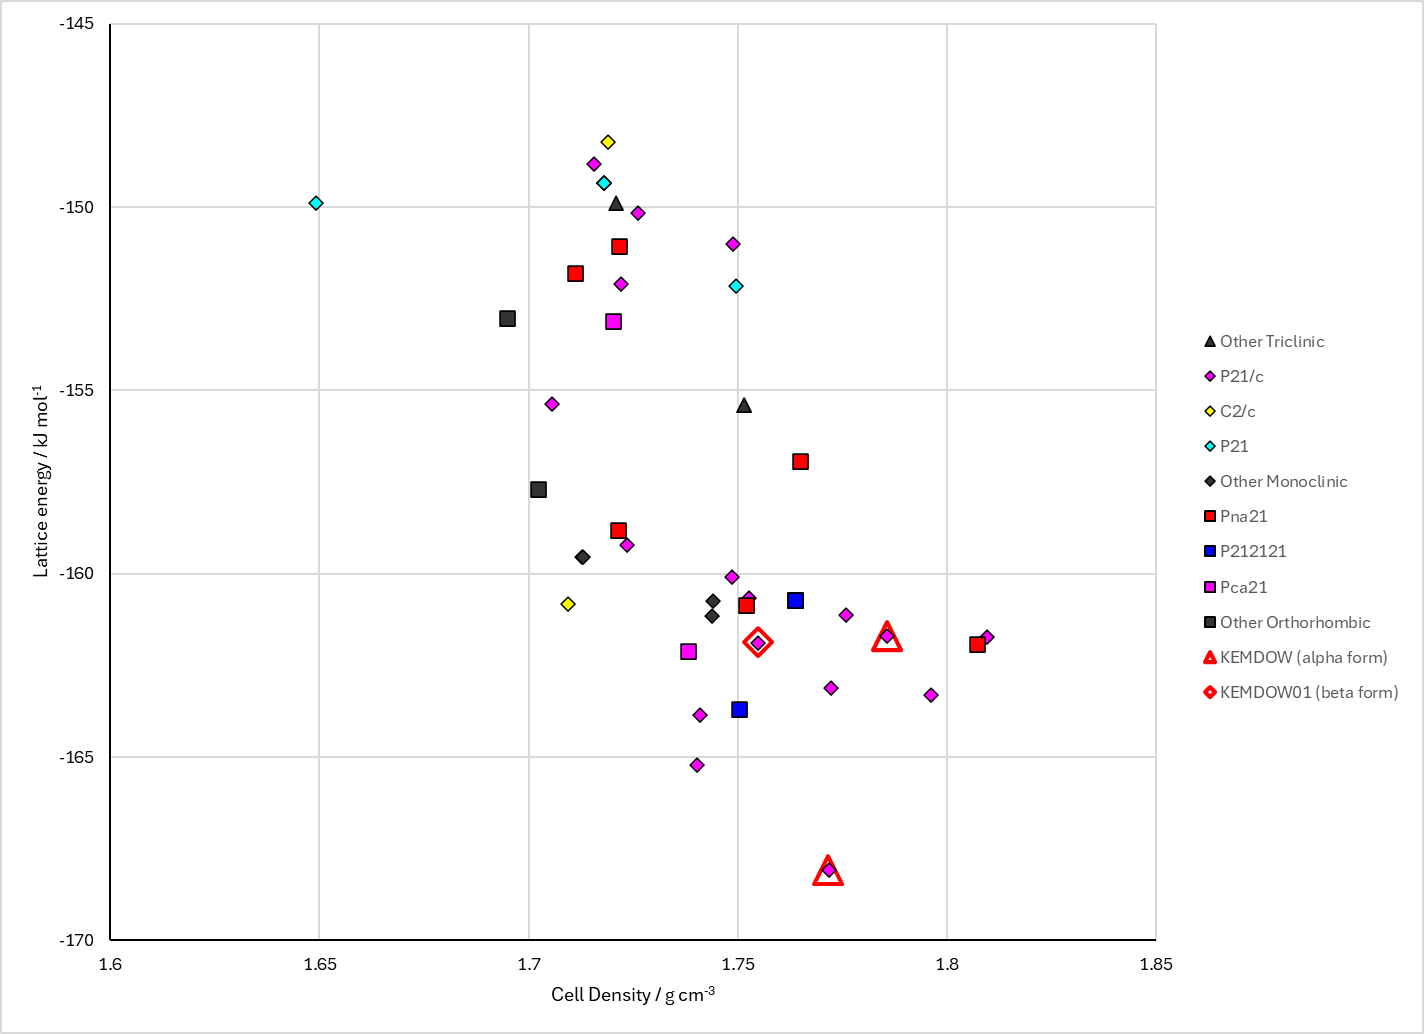 -145
-150
-155
-160
-165
-170
Lattice energy / kJ mol-1
1.6 1.65 1.7 1.75 1.8 1.85
Cell Density / g cm-3
Other Triclinic
P21/c
C2/c
P21
Other Monoclinic
Pna21
P212121
Pca21
Other Orthorhombic
KEMDOW (alpha form)
KEMDOW01 (beta form)